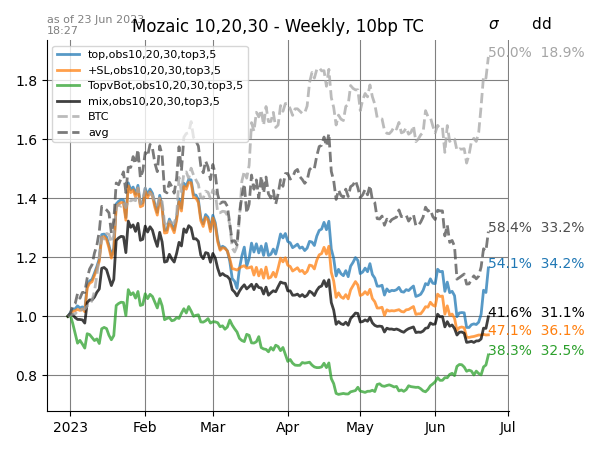 as of 23 Jun 2023
18:27
Mozaic 10,20,30 - Weekly, 10bp TC
σ dd
top,obs10,20,30,top3,5
+SL,obs10,20,30,top3,5
TopvBot,obs10,20,30,top3,5
mix,obs10,20,30,top3,5
BTC
avg
50.0% 18.9%
58.4% 33.2%
54.1% 34.2%
41.6% 31.1%
47.1% 36.1%
38.3% 32.5%
1.8
1.6
1.4
1.2
1.0
0.8
2023 Feb Mar Apr May Jun Jul